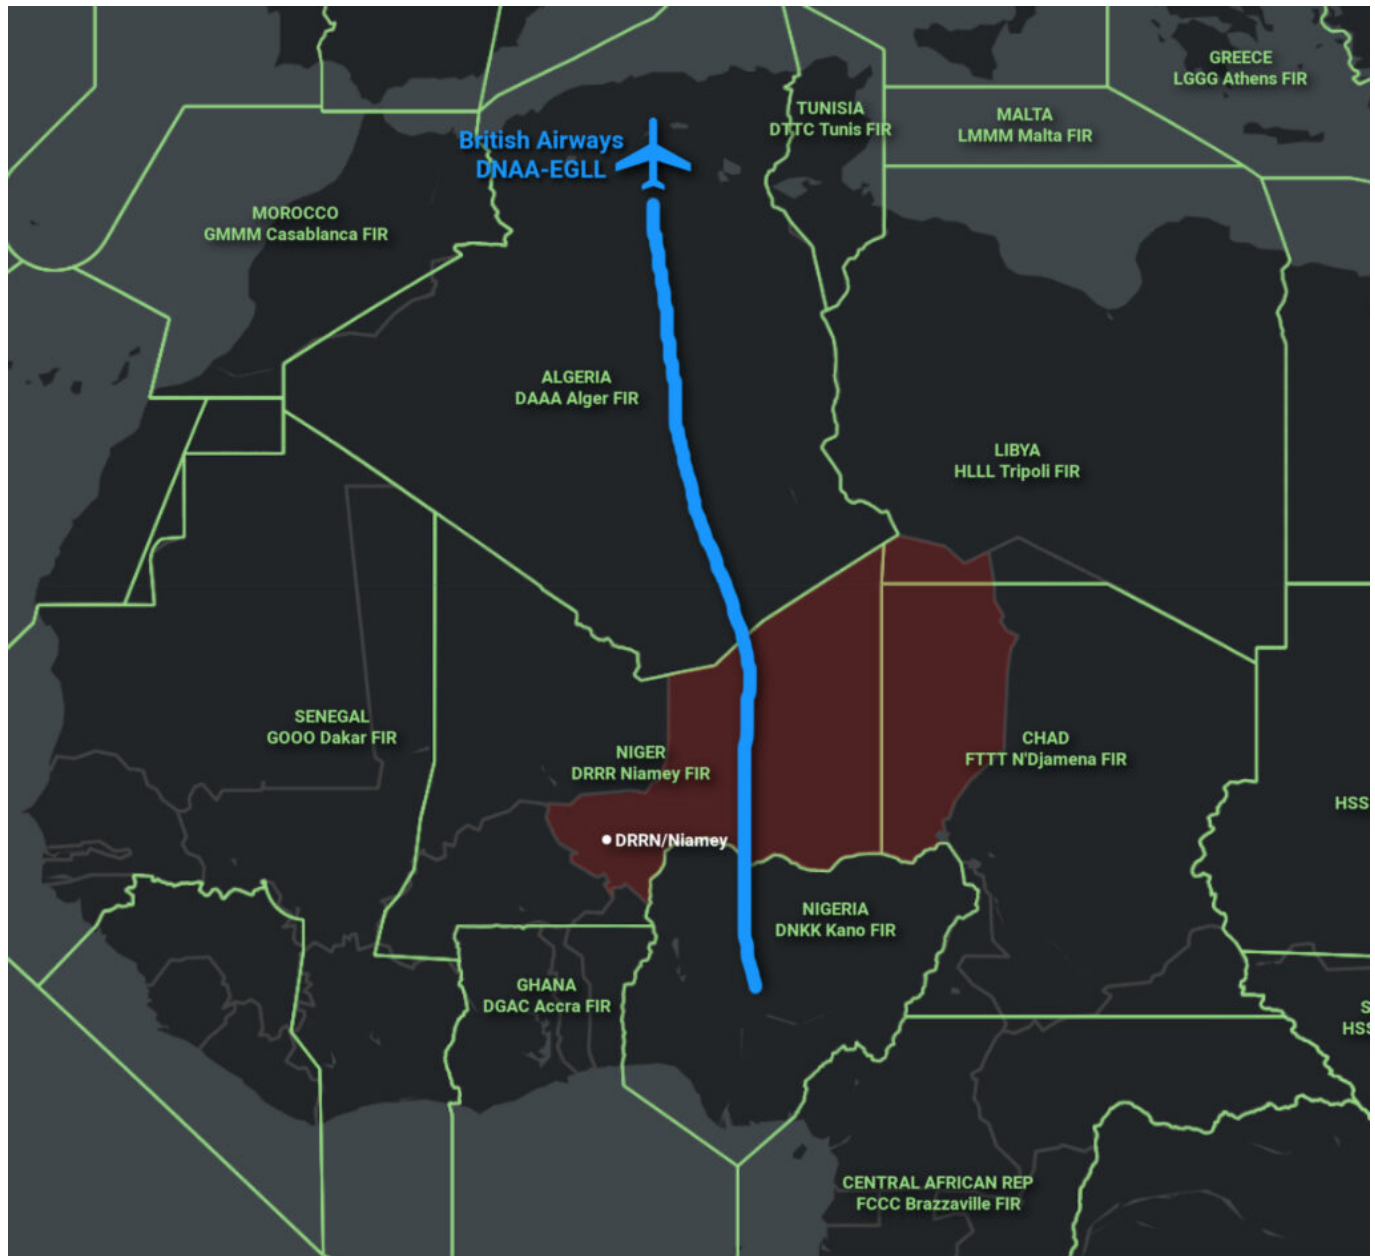 GREECE
LGGG Athens FIR
TUNISIA
DTTC Tunis FIR
MALTA
LMMM Malta FIR
British Airways
DNAA-EGLL
MOROCCO
GMMM Casablanca FIR
ALGERIA
DAAA Alger FIR
LIBYA
HLLL Tripoli FIR
SENEGAL
GOOO Dakar FIR
NIGER
DRRR Niamey FIR
CHAD
FTTT N'Djamena FIR
HSS
DRRN/Niamey
NIGERIA
DNKK Kano FIR
GHANA
DGAC Accra FIR
S
HSS
CENTRAL AFRICAN REP
FCCC Brazzaville FIR